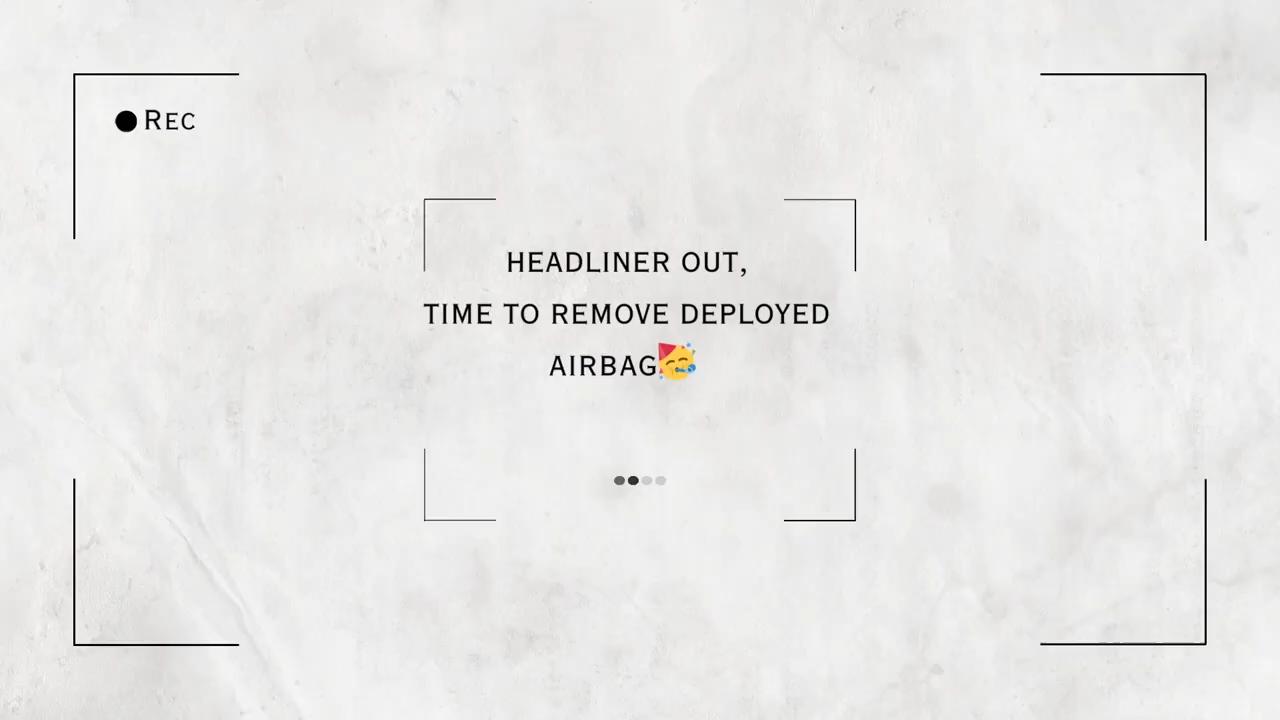 ●REC
HEADLINER OUT,
TIME TO REMOVE DEPLOYED
AIRBAG🥳